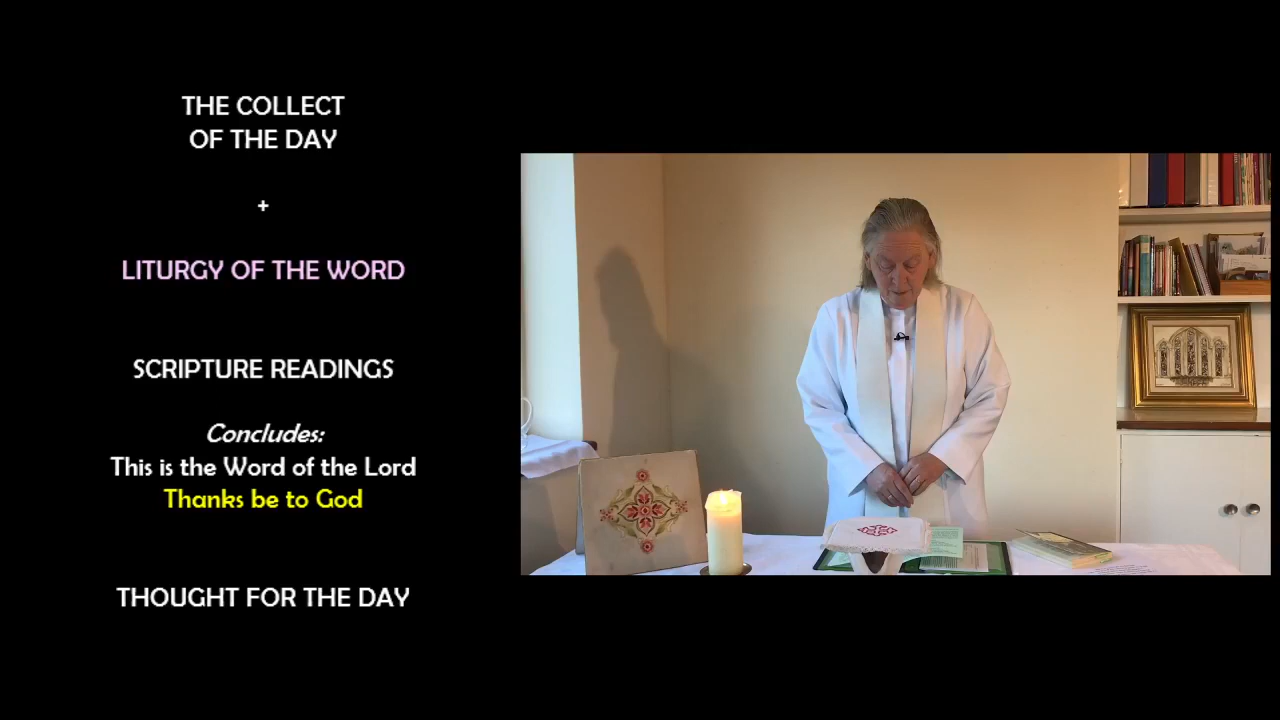 THE COLLECT
OF THE DAY
+
LITURGY OF THE WORD
SCRIPTURE READINGS
Concludes:
This is the Word of the Lord
Thanks be to God
THOUGHT FOR THE DAY